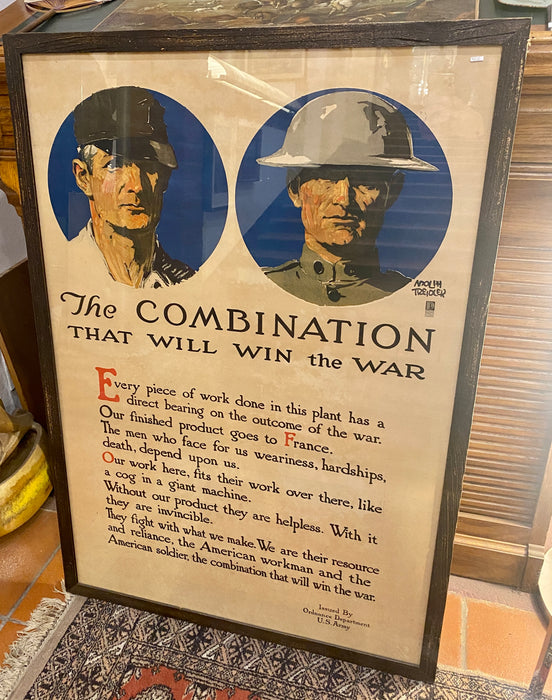 ADOLPH
TREIDLER
The COMBINATION
THAT WILL WIN the WAR
Every piece of work done in this plant has a
direct bearing on the outcome of the war.
Our finished product goes to France.
The men who face for us weariness, hardships,
death, depend upon us.
Our work here, fits their work over there, like
a cog in a giant machine.
Without our product they are helpless. With it
they are invincible.
They fight with what we make. We are their resource
and reliance, the American workman and the
American soldier, the combination that will win the war.
Issued By
Ordnance Department
U.S. Army